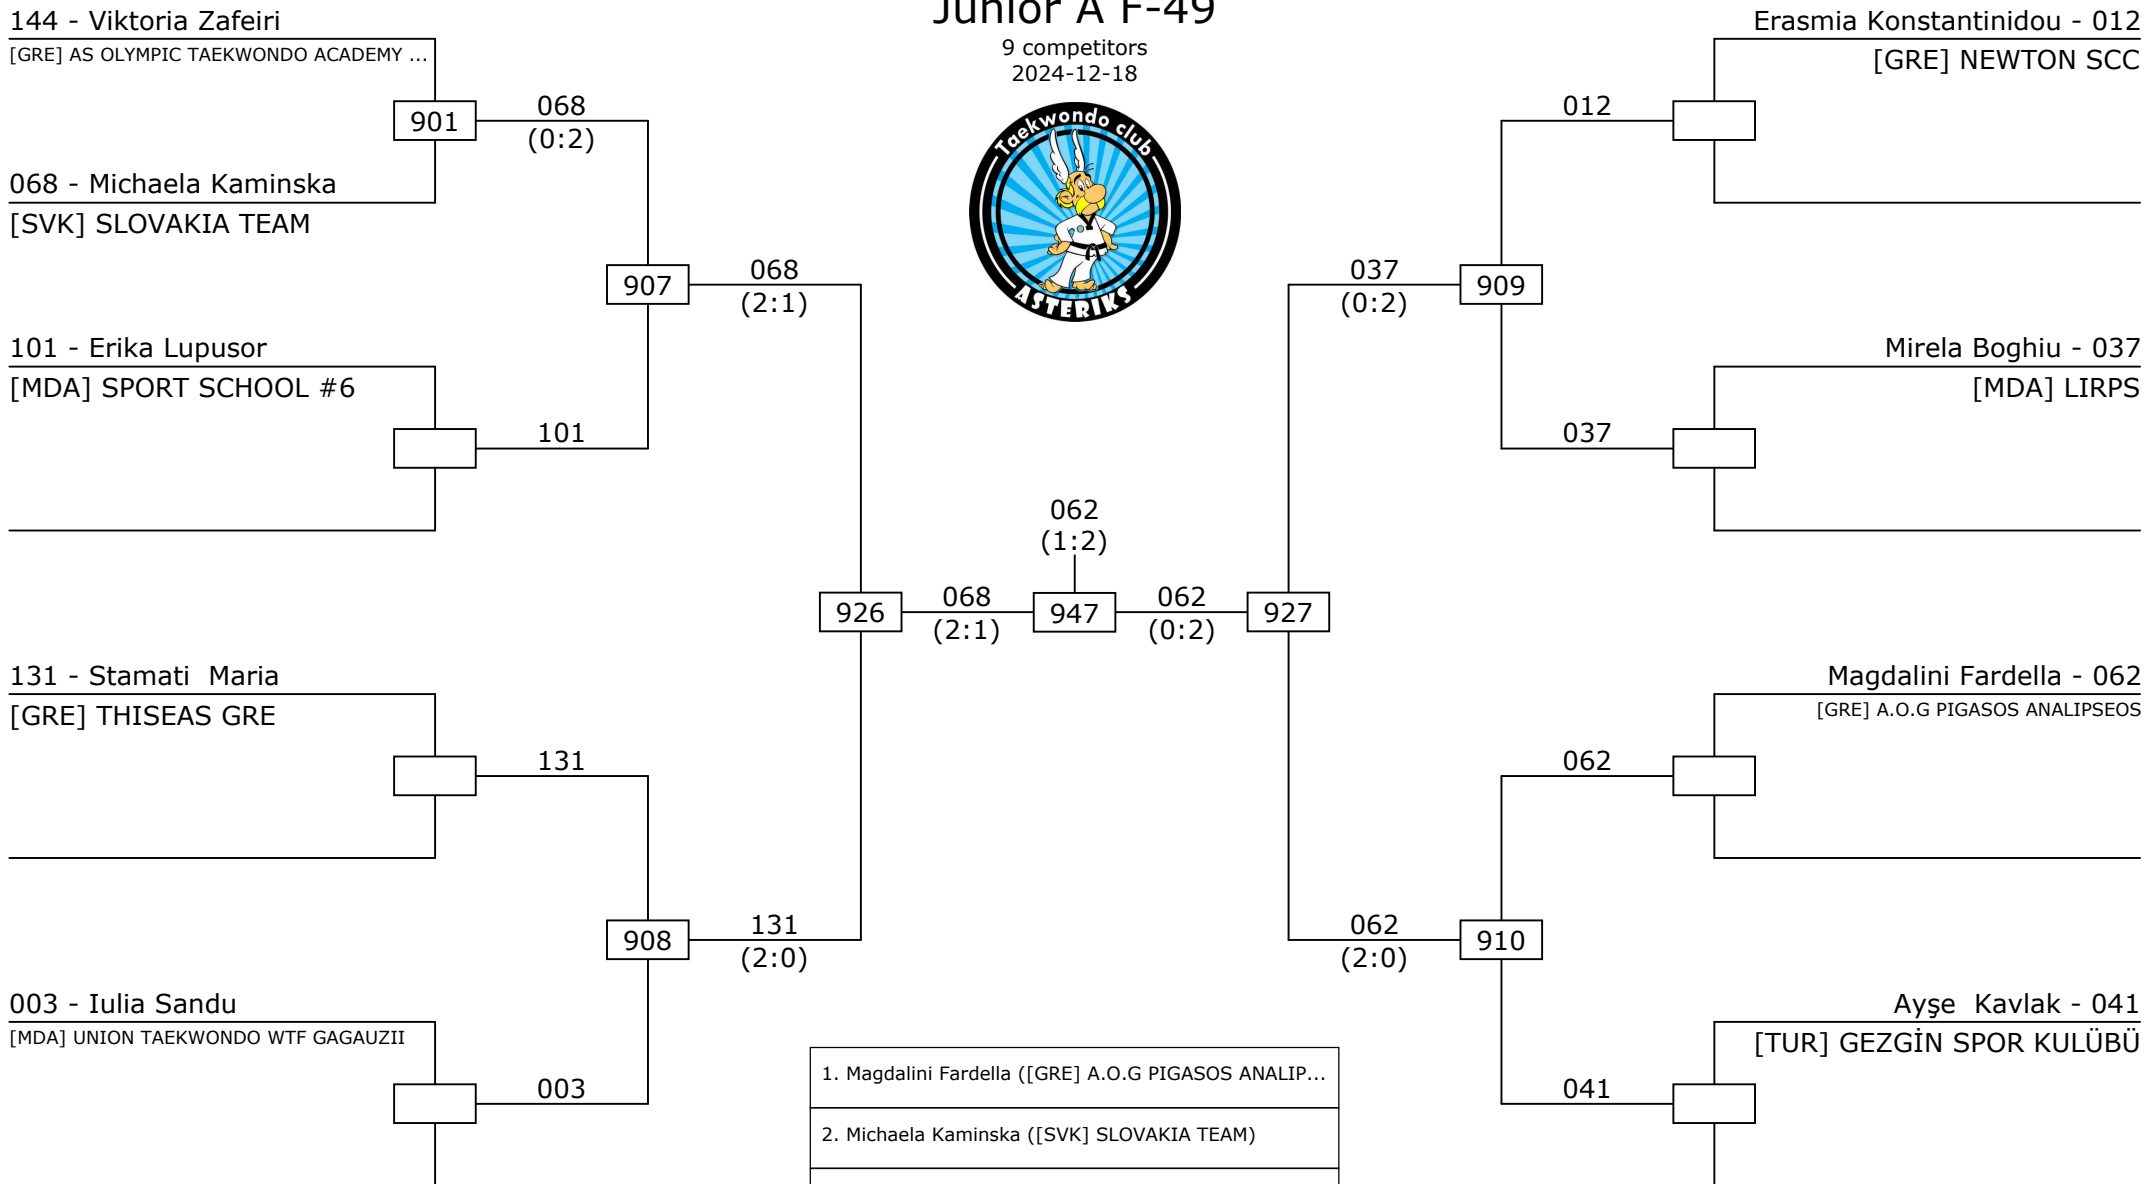 Junior A F-49
9 competitors
2024-12-18
Taekwondo club
ASTERIKS
144 - Viktoria Zafeiri
[GRE] AS OLYMPIC TAEKWONDO ACADEMY ...
901
068
(0:2)
068 - Michaela Kaminska
[SVK] SLOVAKIA TEAM
907
068
(2:1)
101 - Erika Lupusor
[MDA] SPORT SCHOOL #6
101
131 - Stamati  Maria
[GRE] THISEAS GRE
131
908
131
(2:0)
003 - Iulia Sandu
[MDA] UNION TAEKWONDO WTF GAGAUZII
003
926
068
(2:1)
062
(1:2)
947
062
(0:2)
927
Erasmia Konstantinidou - 012
[GRE] NEWTON SCC
012
037
(0:2)
909
Mirela Boghiu - 037
[MDA] LIRPS
037
Magdalini Fardella - 062
[GRE] A.O.G PIGASOS ANALIPSEOS
062
062
(2:0)
910
Ayşe  Kavlak - 041
[TUR] GEZGİN SPOR KULÜBÜ
041
1. Magdalini Fardella ([GRE] A.O.G PIGASOS ANALIP...
2. Michaela Kaminska ([SVK] SLOVAKIA TEAM)